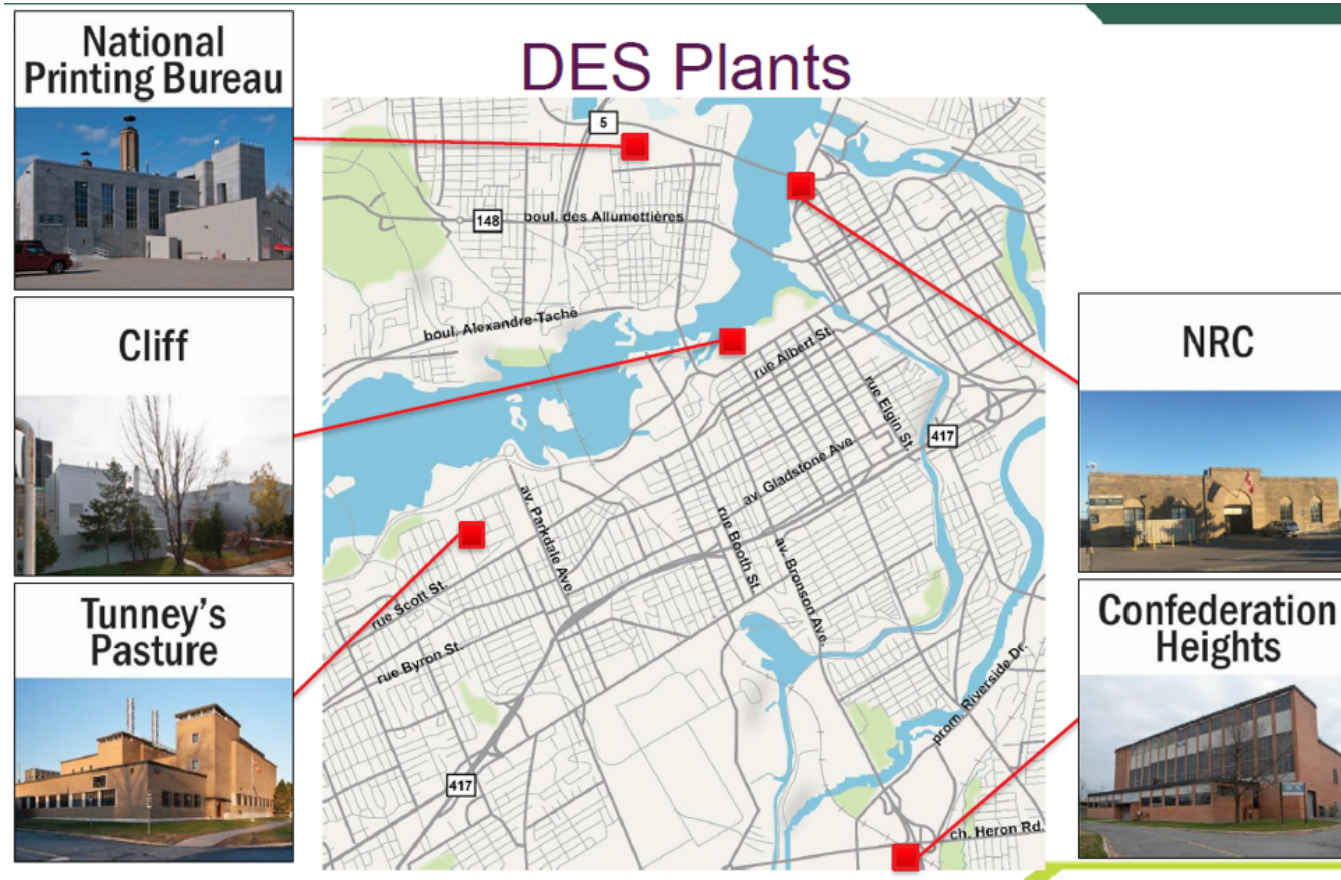 DES Plants
National
Printing Bureau
Cliff
Tunney's
Pasture
5
148
boul. des Allumettières
boul. Alexandre-Taché
rue Albert St.
rue Elgin St.
417
av. Gladstone Ave.
av. Parkdale Ave.
rue Booth St.
av. Bronson Ave.
rue Scott St.
rue Byron St.
prom. Riverside Dr.
417
ch. Heron Rd.
NRC
Confederation
Heights